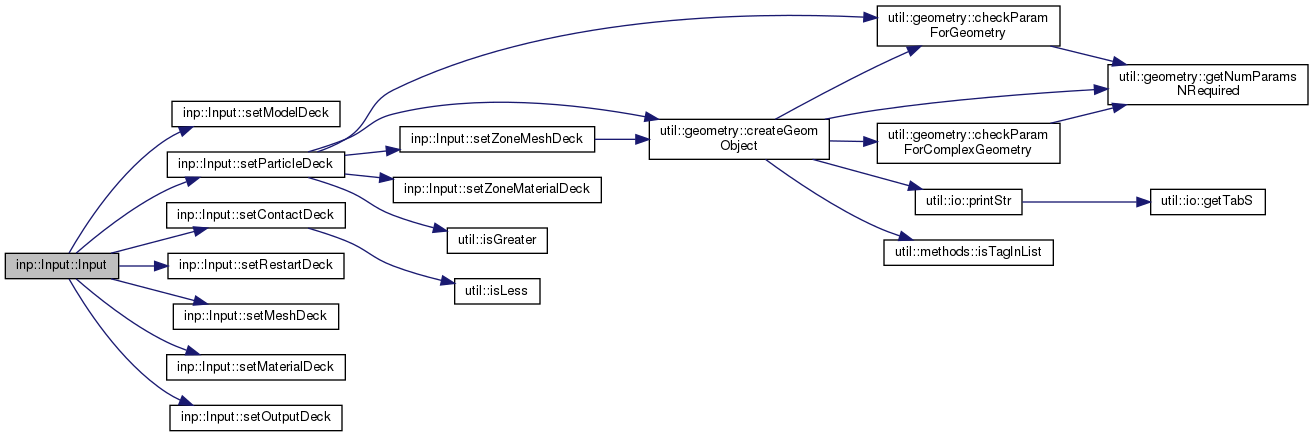 inp::Input::Input
inp::Input::setModelDeck
inp::Input::setParticleDeck
inp::Input::setContactDeck
inp::Input::setRestartDeck
inp::Input::setMeshDeck
inp::Input::setMaterialDeck
inp::Input::setOutputDeck
inp::Input::setZoneMeshDeck
inp::Input::setZoneMaterialDeck
util::isGreater
util::isLess
util::geometry::createGeom
Object
util::geometry::checkParam
ForGeometry
util::geometry::checkParam
ForComplexGeometry
util::io::printStr
util::methods::isTagInList
util::geometry::getNumParams
NRequired
util::io::getTabS